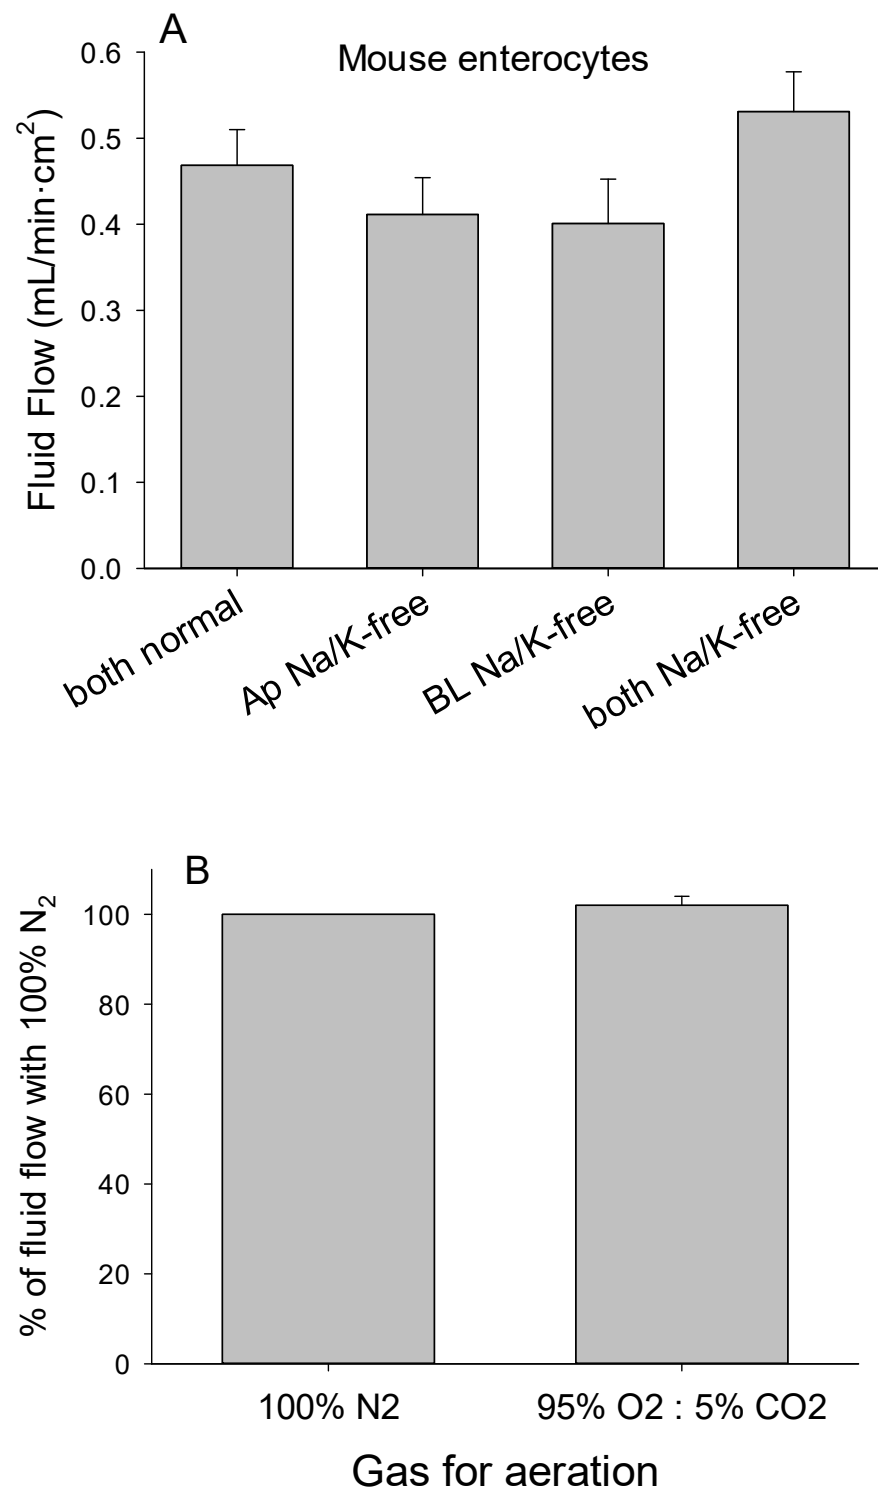 A
Mouse enterocytes
Fluid Flow (mL/min·cm²)
0.6
0.5
0.4
0.3
0.2
0.1
0.0
both normal
Ap Na/K-free
BL Na/K-free
both Na/K-free
B
% of fluid flow with 100% N₂
100
80
60
40
20
0
100% N2
95% O2 : 5% CO2
Gas for aeration